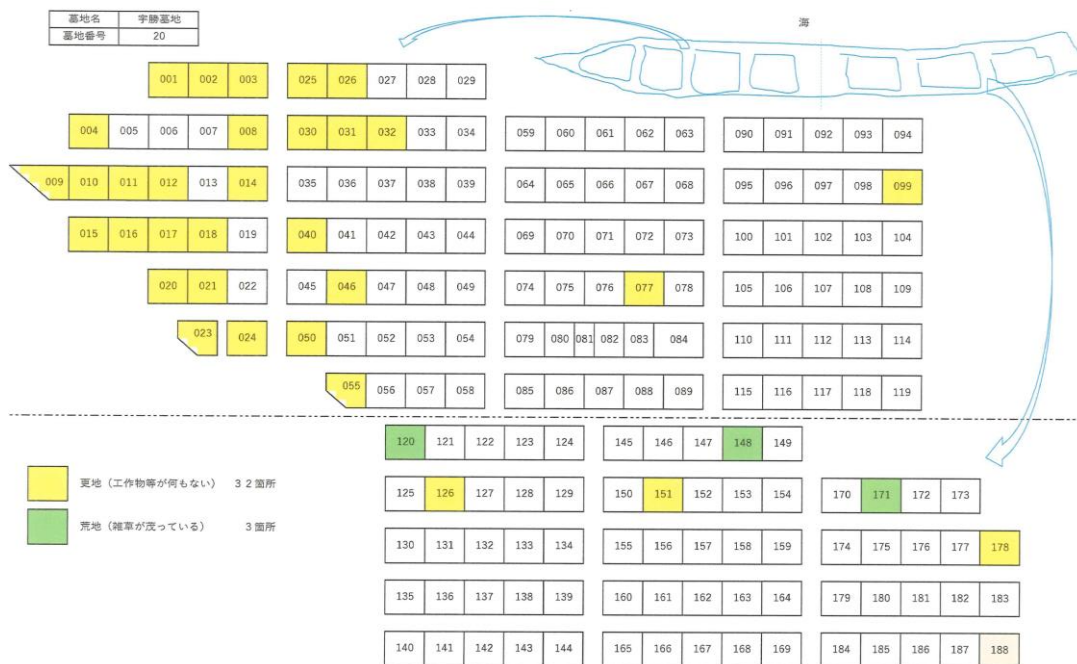 墓地名 宇勝墓地
墓地番号 20
海
001 002 003 025 026 027 028 029
004 005 006 007 008 030 031 032 033 034 059 060 061 062 063 090 091 092 093 094
009 010 011 012 013 014 035 036 037 038 039 064 065 066 067 068 095 096 097 098 099
015 016 017 018 019 040 041 042 043 044 069 070 071 072 073 100 101 102 103 104
020 021 022 045 046 047 048 049 074 075 076 077 078 105 106 107 108 109
023 024 050 051 052 053 054 079 080 081 082 083 084 110 111 112 113 114
055 056 057 058 085 086 087 088 089 115 116 117 118 119
120 121 122 123 124 145 146 147 148 149
更地（工作物等が何もない） 32箇所
125 126 127 128 129 150 151 152 153 154 170 171 172 173
荒地（雑草が茂っている） 3箇所
130 131 132 133 134 155 156 157 158 159 174 175 176 177 178
135 136 137 138 139 160 161 162 163 164 179 180 181 182 183
140 141 142 143 144 165 166 167 168 169 184 185 186 187 188